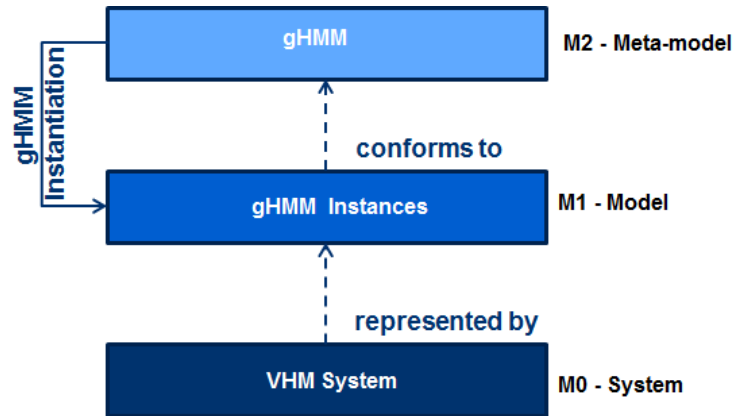 gHMM
M2 - Meta-model
gHMM
Instantiation
conforms to
gHMM Instances
M1 - Model
represented by
VHM System
M0 - System